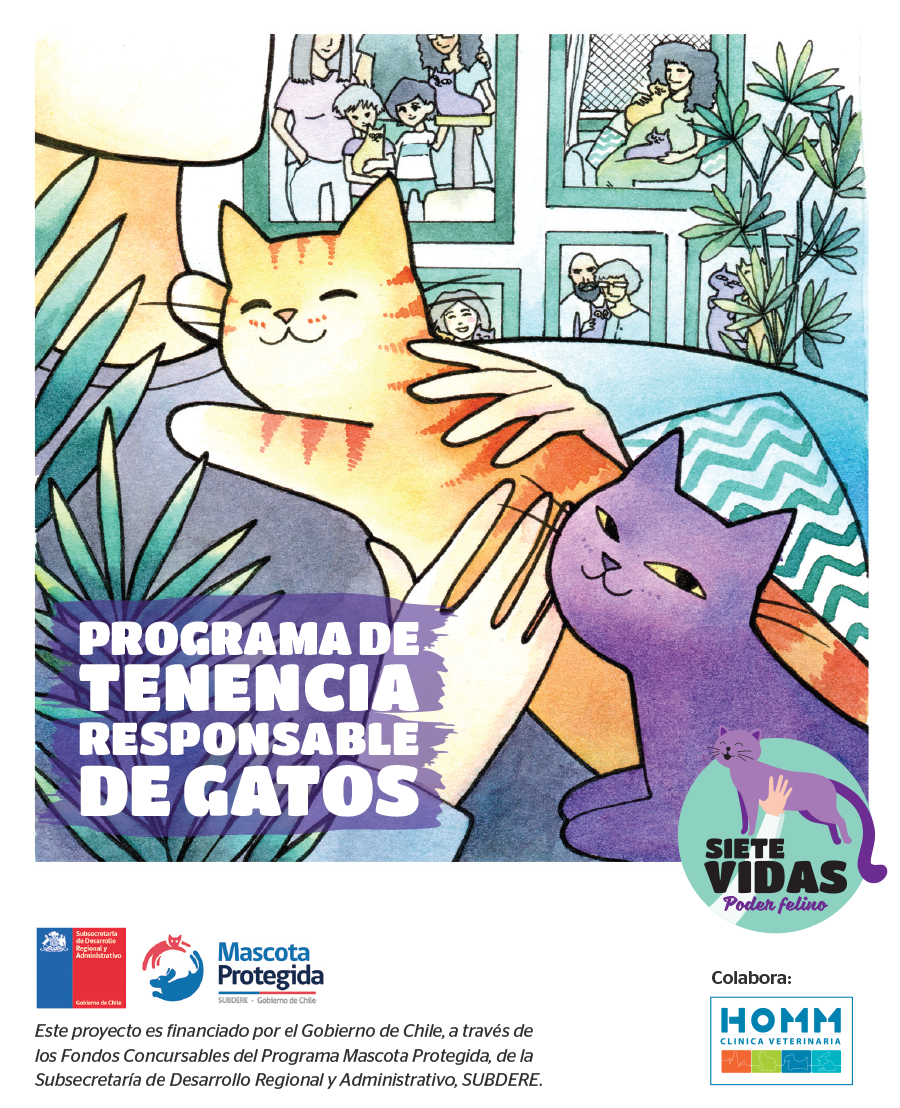 PROGRAMA DE
TENENCIA
RESPONSABLE
DE GATOS
SIETE
VIDAS
Poder felino
Subsecretaría
de Desarrollo
Regional y
Administrativo
Gobierno de Chile
Mascota
Protegida
SUBDERE · Gobierno de Chile
Este proyecto es financiado por el Gobierno de Chile, a través de
los Fondos Concursables del Programa Mascota Protegida, de la
Subsecretaría de Desarrollo Regional y Administrativo, SUBDERE.
Colabora:
HOMM
CLINICA VETERINARIA